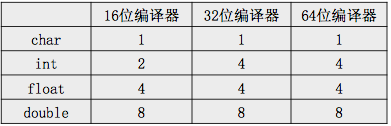 16位编译器 32位编译器 64位编译器
char 1 1 1
int 2 4 4
float 4 4 4
double 8 8 8